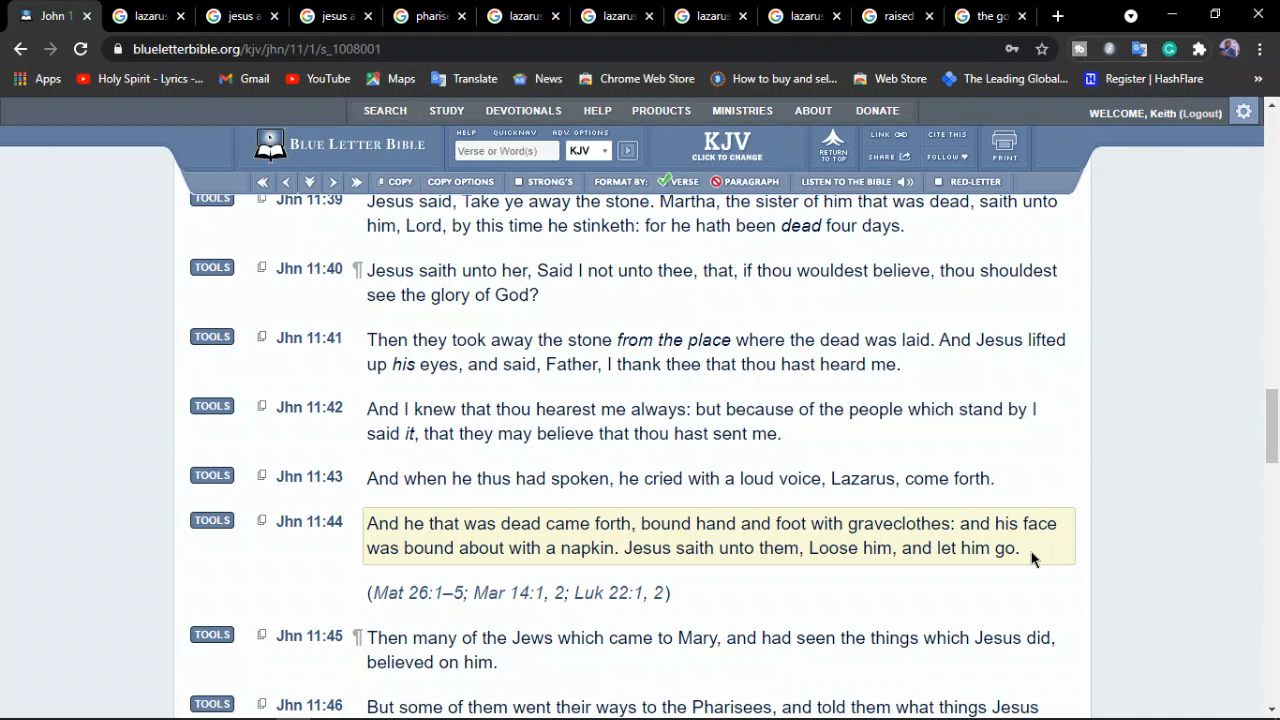 John 1
lazarus
jesus a
jesus a
pharise
lazarus
lazarus
lazarus
lazarus
raised
the go
blueletterbible.org/kjv/jhn/11/1/s_1008001
Apps
Holy Spirit - Lyrics -...
Gmail
YouTube
Maps
Translate
News
Chrome Web Store
How to buy and sel...
Web Store
The Leading Global...
Register | HashFlare
»
SEARCH STUDY DEVOTIONALS HELP PRODUCTS MINISTRIES ABOUT DONATE
WELCOME, Keith (Logout)
BLUE LETTER BIBLE
HELP QUICKNAV ADV. OPTIONS
Verse or Word(s) KJV
KJV
CLICK TO CHANGE
RETURN
TO TOP
LINK CITE THIS
SHARE FOLLOW
PRINT
COPY COPY OPTIONS STRONG'S FORMAT BY: VERSE PARAGRAPH LISTEN TO THE BIBLE RED-LETTER
TOOLS Jhn 11:39 Jesus said, Take ye away the stone. Martha, the sister of him that was dead, saith unto
him, Lord, by this time he stinketh: for he hath been dead four days.
TOOLS Jhn 11:40 ¶ Jesus saith unto her, Said I not unto thee, that, if thou wouldest believe, thou shouldest
see the glory of God?
TOOLS Jhn 11:41 Then they took away the stone from the place where the dead was laid. And Jesus lifted
up his eyes, and said, Father, I thank thee that thou hast heard me.
TOOLS Jhn 11:42 And I knew that thou hearest me always: but because of the people which stand by I
said it, that they may believe that thou hast sent me.
TOOLS Jhn 11:43 And when he thus had spoken, he cried with a loud voice, Lazarus, come forth.
TOOLS Jhn 11:44 And he that was dead came forth, bound hand and foot with graveclothes: and his face
was bound about with a napkin. Jesus saith unto them, Loose him, and let him go.
(Mat 26:1–5; Mar 14:1, 2; Luk 22:1, 2)
TOOLS Jhn 11:45 ¶ Then many of the Jews which came to Mary, and had seen the things which Jesus did,
believed on him.
TOOLS Jhn 11:46 But some of them went their ways to the Pharisees, and told them what things Jesus